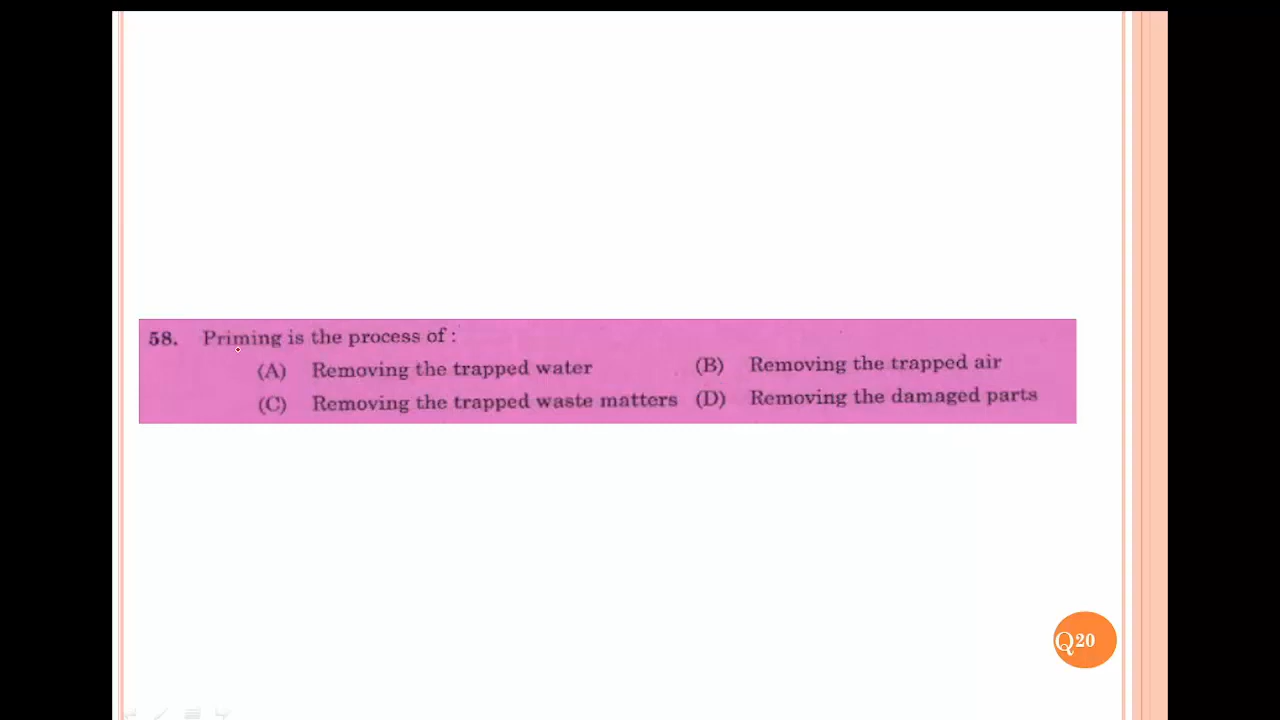 58. Priming is the process of :
(A) Removing the trapped water (B) Removing the trapped air
(C) Removing the trapped waste matters (D) Removing the damaged parts
Q20